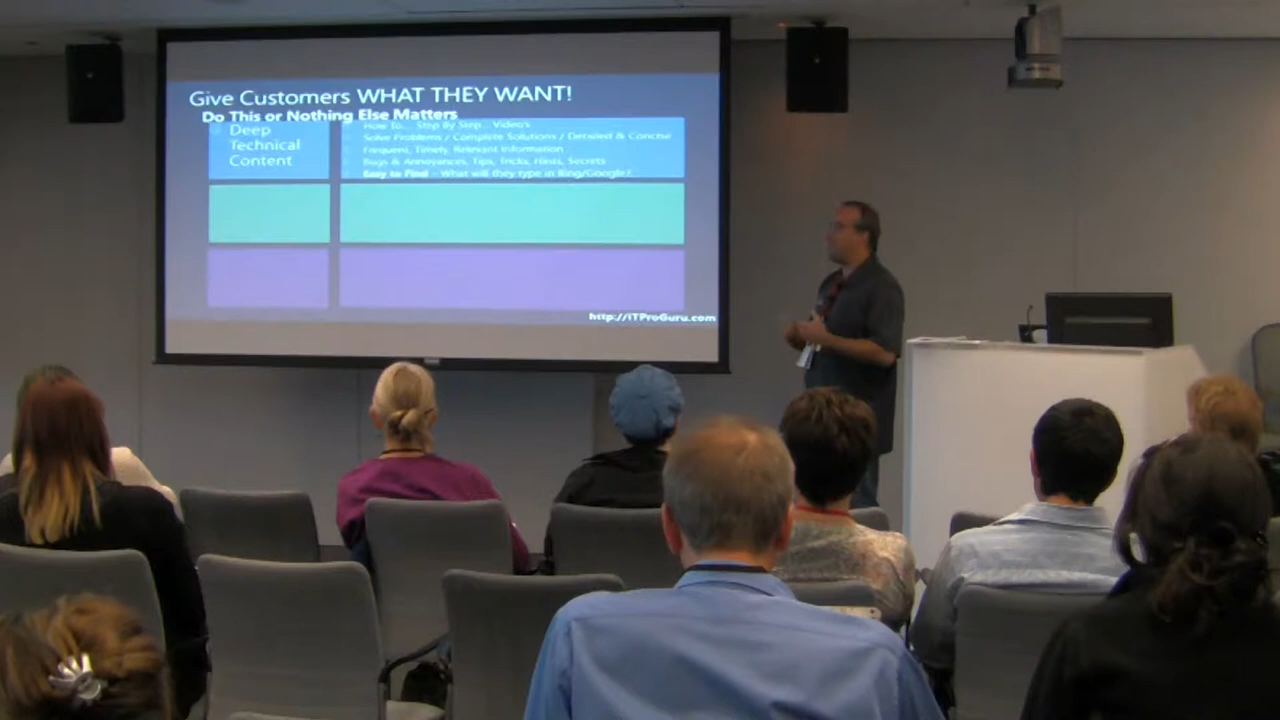 Give Customers WHAT THEY WANT!
Do This or Nothing Else Matters
Deep
Technical
Content
How To... Step By Step... Video's
Solve Problems / Complete Solutions / Detailed & Concise
Frequent, Timely, Relevant Information
Bugs & Annoyances, Tips, Tricks, Hints, Secrets
Easy to Find – What will they type in Bing/Google?
http://ITProGuru.com